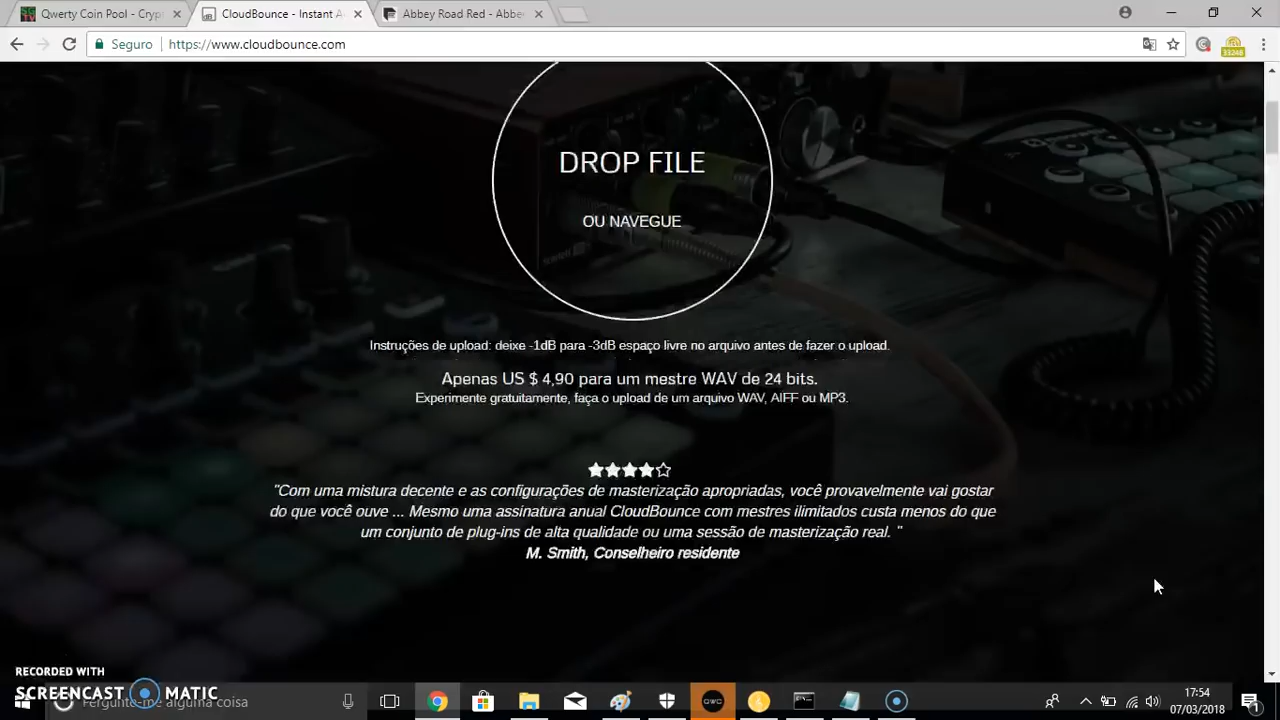 Qwerty Coin Pool - Cryp
CloudBounce - Instant A
Abbey Road Red - Abbe
Seguro
https://www.cloudbounce.com
33248
DROP FILE
OU NAVEGUE
Instruções de upload: deixe -1dB para -3dB espaço livre no arquivo antes de fazer o upload.
Apenas US $ 4,90 para um mestre WAV de 24 bits.
Experimente gratuitamente, faça o upload de um arquivo WAV, AIFF ou MP3.
"Com uma mistura decente e as configurações de masterização apropriadas, você provavelmente vai gostar
do que você ouve ... Mesmo uma assinatura anual CloudBounce com mestres ilimitados custa menos do que
um conjunto de plug-ins de alta qualidade ou uma sessão de masterização real. "
M. Smith, Conselheiro residente
RECORDED WITH
SCREENCAST MATIC
Pergunte-me alguma coisa
QWC
17:54
07/03/2018
1